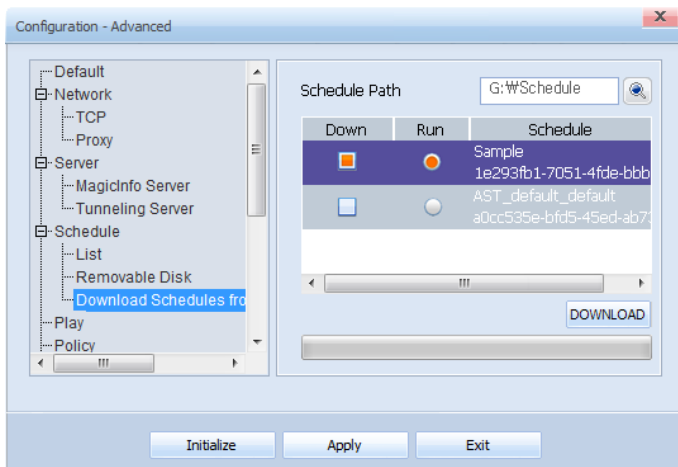 Configuration - Advanced
x
Default
Network
TCP
Proxy
Server
MagicInfo Server
Tunneling Server
Schedule
List
Removable Disk
Download Schedules fro
Play
Policy
Schedule Path
G:₩Schedule
Down Run Schedule
Sample
1e293fb1-7051-4fde-bbb
AST_default_default
a0cc535e-bfd5-45ed-ab7
DOWNLOAD
Initialize Apply Exit